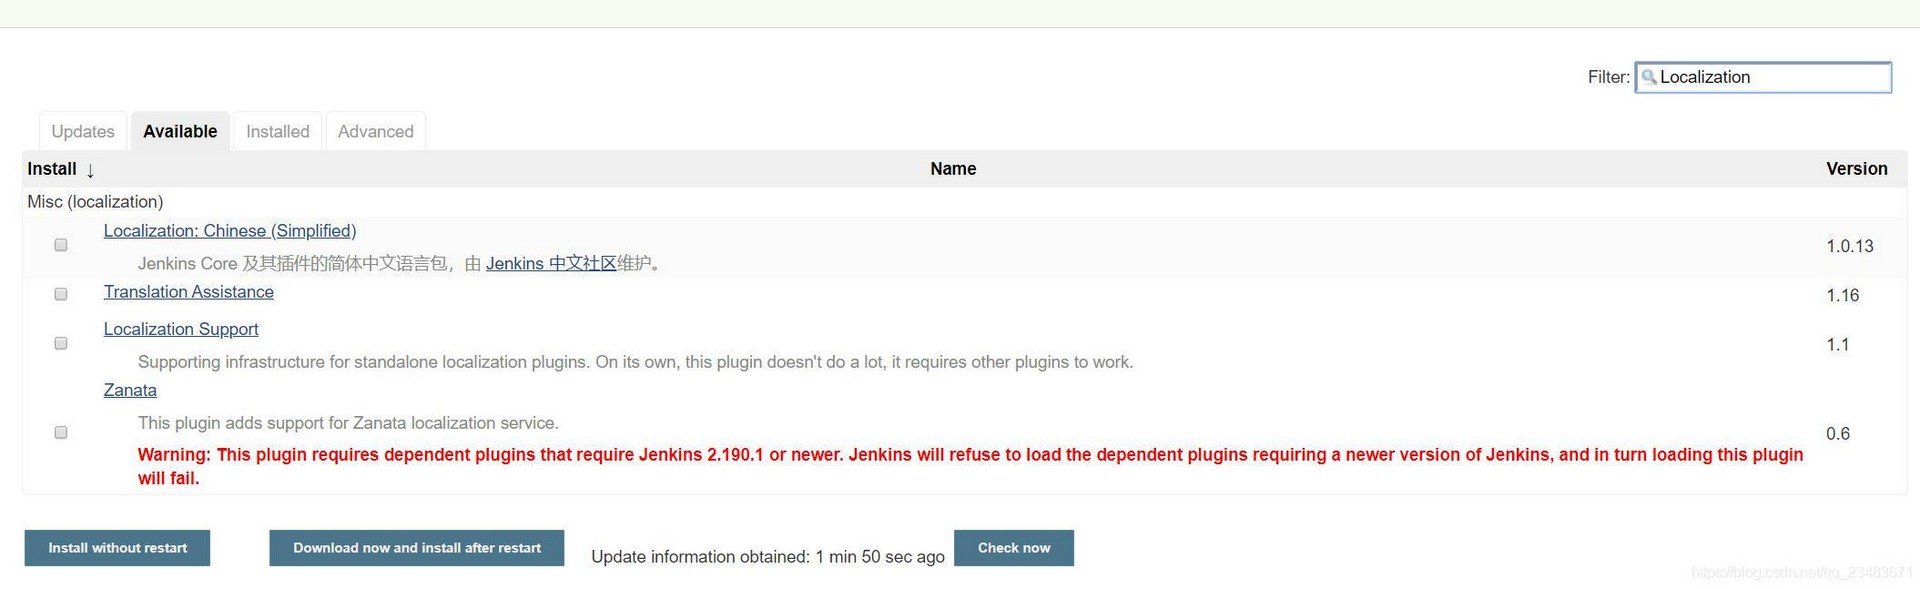 Filter: Localization
Updates Available Installed Advanced
Install ↓ Name Version
Misc (localization)
Localization: Chinese (Simplified)
1.0.13
Jenkins Core 及其插件的简体中文语言包，由 Jenkins 中文社区维护。
Translation Assistance 1.16
Localization Support
1.1
Supporting infrastructure for standalone localization plugins. On its own, this plugin doesn't do a lot, it requires other plugins to work.
Zanata
This plugin adds support for Zanata localization service.
0.6
Warning: This plugin requires dependent plugins that require Jenkins 2.190.1 or newer. Jenkins will refuse to load the dependent plugins requiring a newer version of Jenkins, and in turn loading this plugin
will fail.
Install without restart Download now and install after restart Update information obtained: 1 min 50 sec ago Check now
https://blog.csdn.net/qq_23483671